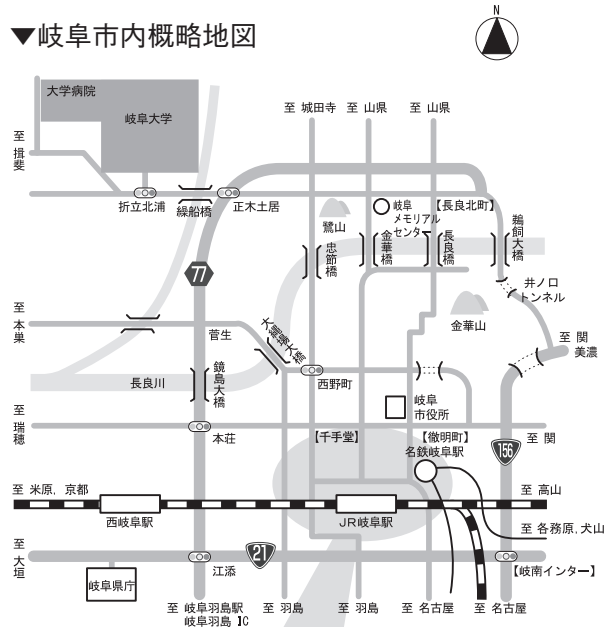 ▼岐阜市内概略地図
N
大学病院
岐阜大学
至 城田寺
至 山県
至 山県
至 揖斐
折立北浦
繰船橋
正木土居
鷺山
岐阜
メモリアル
センター
【長良北町】
忠節橋
金華橋
長良橋
鵜飼大橋
77
井ノ口
トンネル
金華山
至 本巣
菅生
大縄場大橋
至 関
美濃
長良川
鏡島大橋
西野町
岐阜
市役所
至 瑞穂
本荘
【千手堂】
【徹明町】
名鉄岐阜駅
156
至 関
至 米原, 京都
至 高山
西岐阜駅
JR岐阜駅
至 各務原, 犬山
至 大垣
21
岐阜県庁
江添
【岐南インター】
至 岐阜羽島駅
岐阜羽島 IC
至 羽島
至 羽島
至 名古屋
至 名古屋